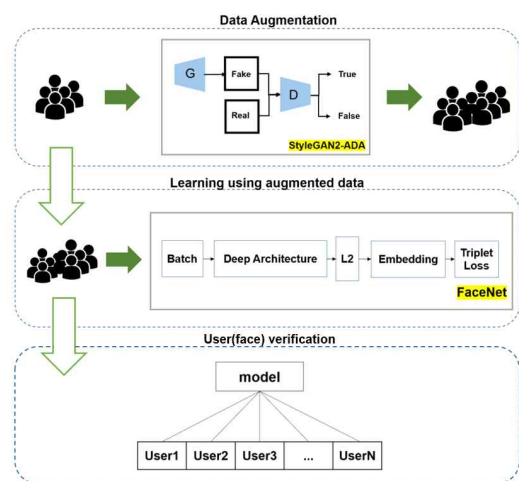 Data Augmentation
G
Fake
Real
D
True
False
StyleGAN2-ADA
Learning using augmented data
Batch
Deep Architecture
L2
Embedding
Triplet
Loss
FaceNet
User(face) verification
model
User1 User2 User3 ... UserN